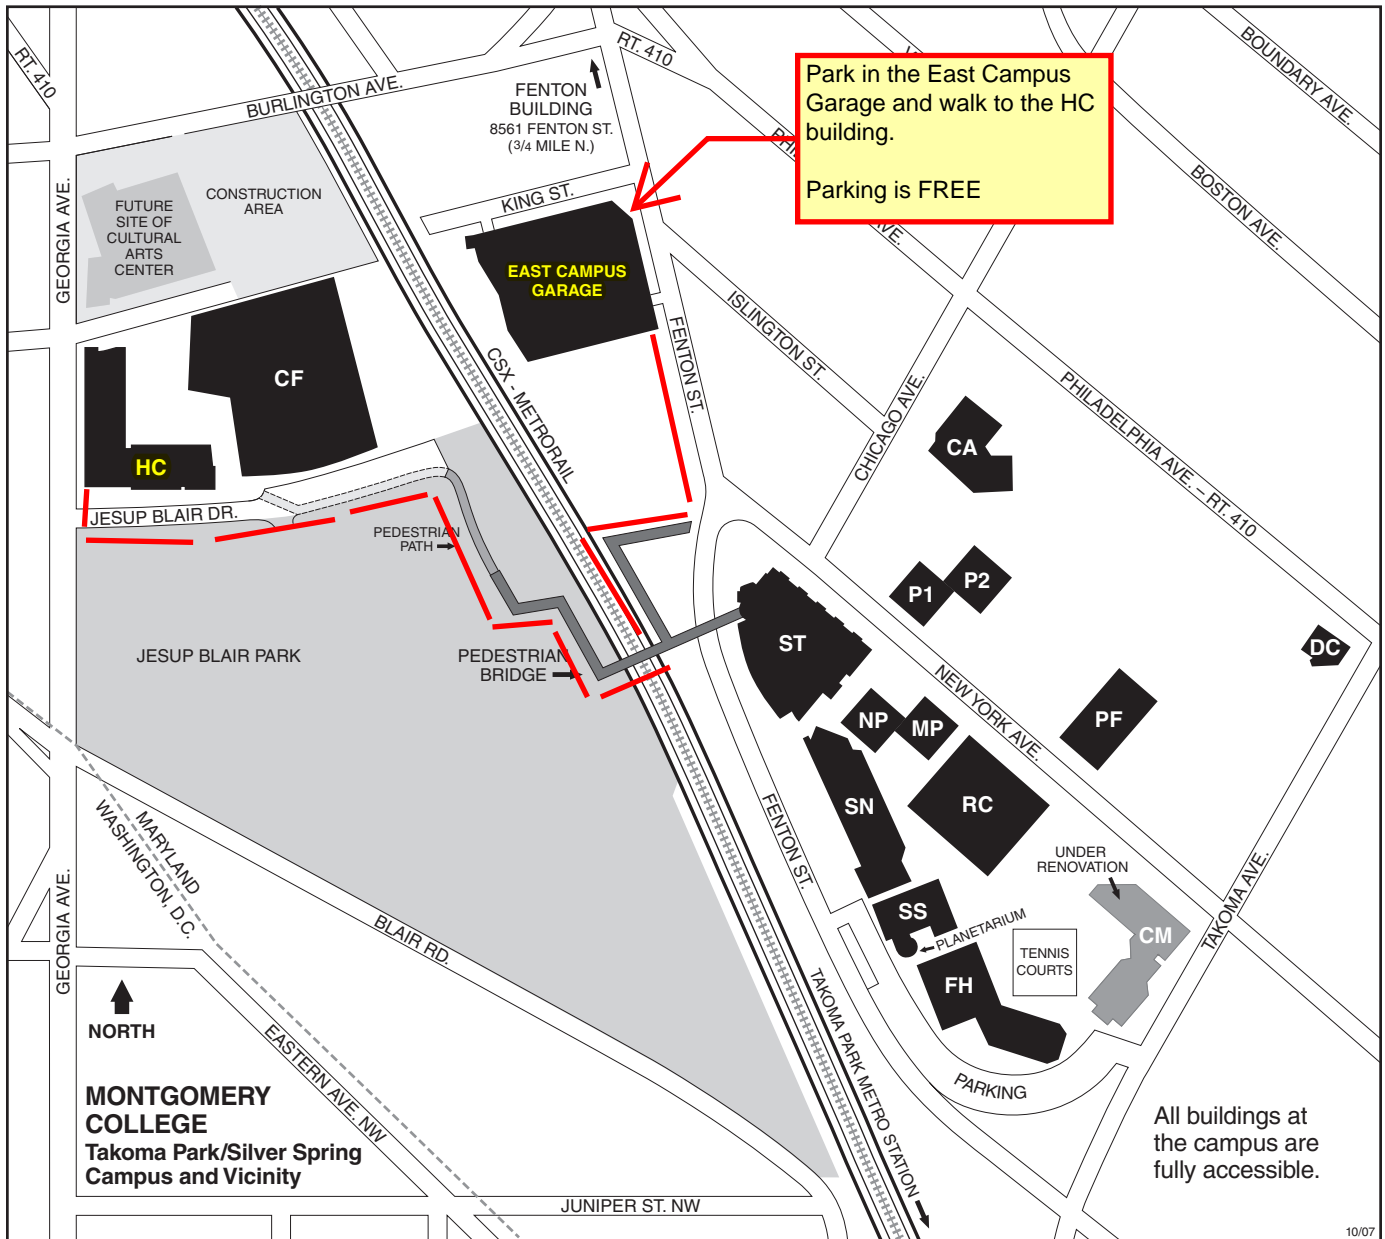 RT. 410
BURLINGTON AVE.
FENTON
BUILDING
8561 FENTON ST.
(3/4 MILE N.)
RT. 410
Park in the East Campus
Garage and walk to the HC
building.
Parking is FREE
BOUNDARY AVE.
BOSTON AVE.
GEORGIA AVE.
FUTURE
SITE OF
CULTURAL
ARTS
CENTER
CONSTRUCTION
AREA
KING ST.
EAST CAMPUS
GARAGE
FENTON ST.
ISLINGTON ST.
CHICAGO AVE.
PHILADELPHIA AVE. – RT. 410
CSX - METRORAIL
CF
HC
CA
JESUP BLAIR DR.
PEDESTRIAN
PATH
P1
P2
DC
ST
JESUP BLAIR PARK
PEDESTRIAN
BRIDGE
NEW YORK AVE.
NP
MP
PF
SN
RC
FENTON ST.
UNDER
RENOVATION
TAKOMA AVE.
MARYLAND
WASHINGTON, D.C.
GEORGIA AVE.
BLAIR RD.
SS
PLANETARIUM
TENNIS
COURTS
CM
FH
TAKOMA PARK METRO STATION
NORTH
EASTERN AVE. NW
PARKING
MONTGOMERY
COLLEGE
Takoma Park/Silver Spring
Campus and Vicinity
All buildings at
the campus are
fully accessible.
JUNIPER ST. NW
10/07